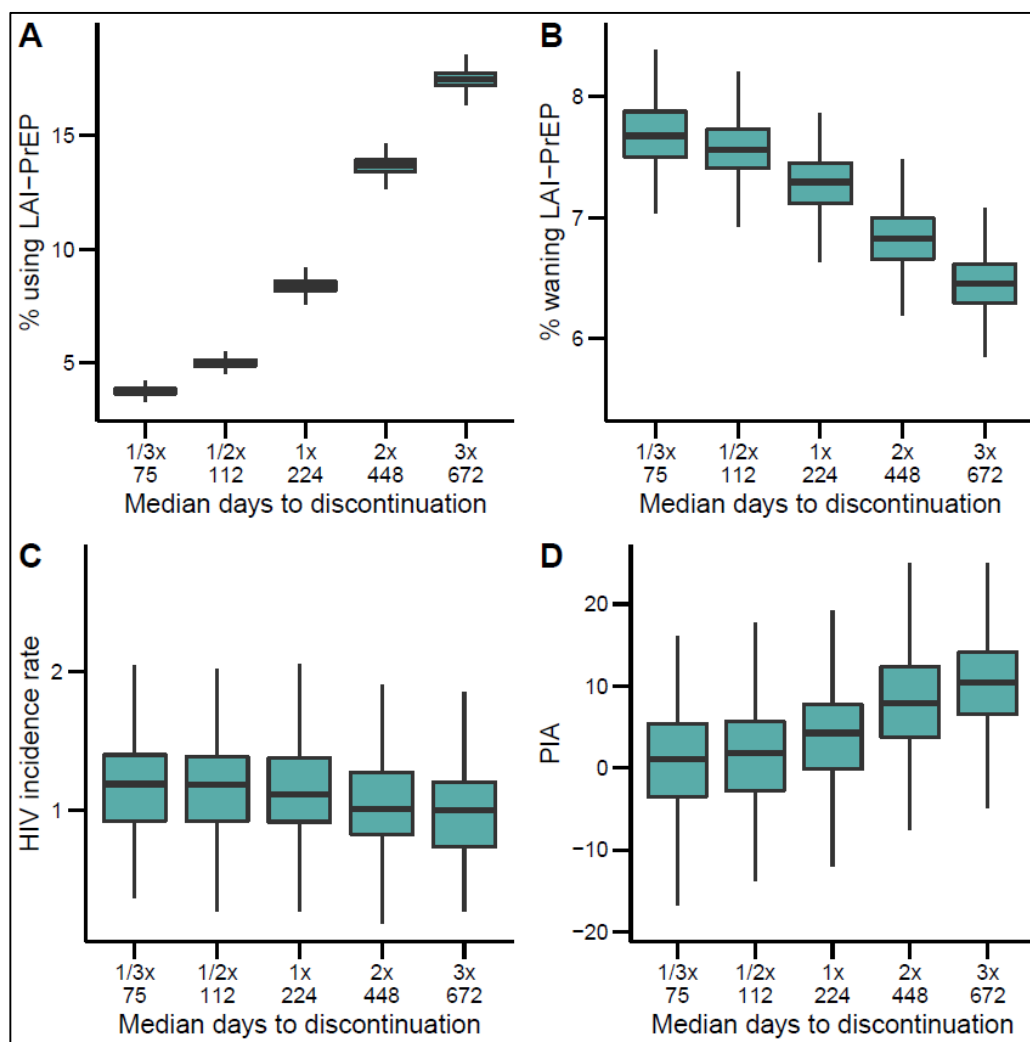 A
% using LAI−PrEP
15
10
5
1/3x 1/2x 1x 2x 3x
75 112 224 448 672
Median days to discontinuation
B
% waning LAI−PrEP
8
7
6
1/3x 1/2x 1x 2x 3x
75 112 224 448 672
Median days to discontinuation
C
HIV incidence rate
2
1
1/3x 1/2x 1x 2x 3x
75 112 224 448 672
Median days to discontinuation
D
PIA
20
10
0
−10
−20
1/3x 1/2x 1x 2x 3x
75 112 224 448 672
Median days to discontinuation